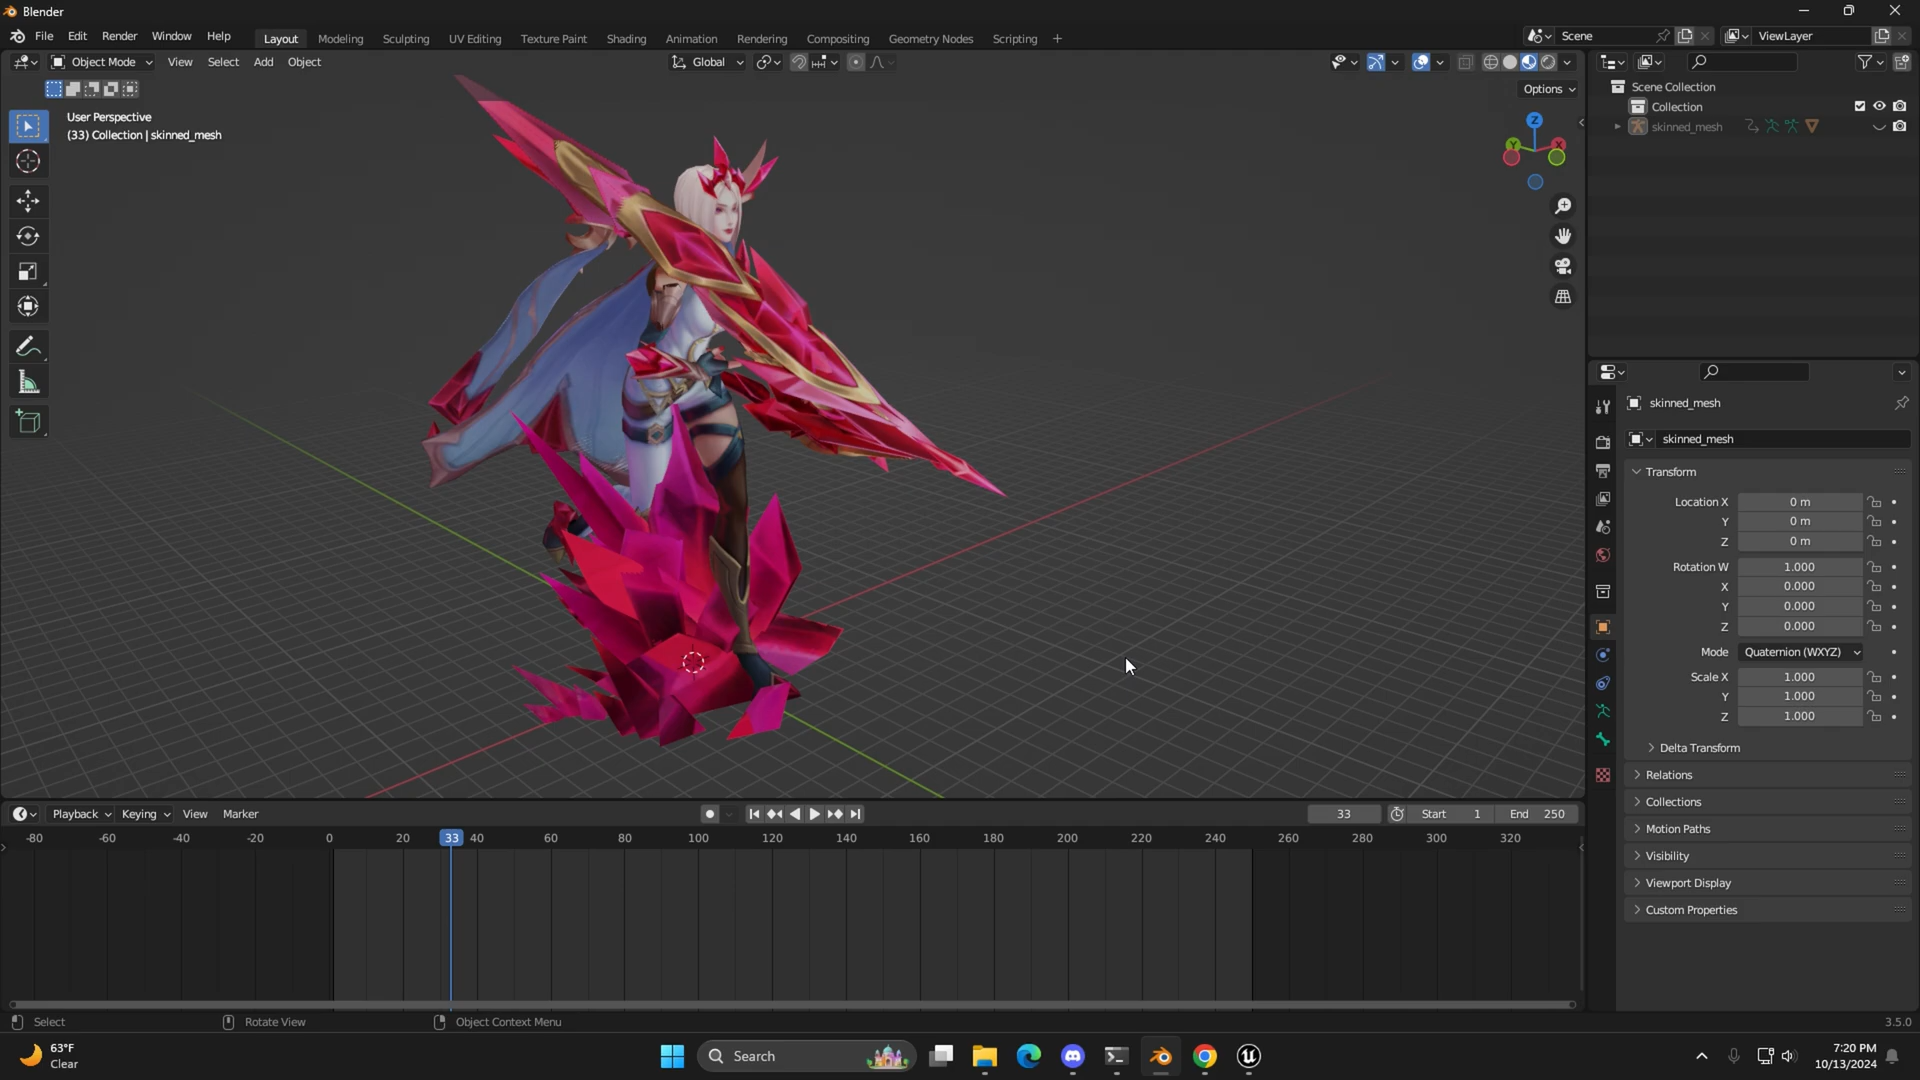 Blender
File Edit Render Window Help Layout Modeling Sculpting UV Editing Texture Paint Shading Animation Rendering Compositing Geometry Nodes Scripting + Scene ViewLayer
Object Mode View Select Add Object Global
Options
User Perspective
(33) Collection | skinned_mesh
Z
Y X
Scene Collection
Collection
skinned_mesh
skinned_mesh
skinned_mesh
Transform
Location X 0 m
Y 0 m
Z 0 m
Rotation W 1.000
X 0.000
Y 0.000
Z 0.000
Mode Quaternion (WXYZ)
Scale X 1.000
Y 1.000
Z 1.000
Delta Transform
Relations
Collections
Motion Paths
Visibility
Viewport Display
Custom Properties
Playback Keying View Marker 33 Start 1 End 250
-80 -60 -40 -20 0 20 33 40 60 80 100 120 140 160 180 200 220 240 260 280 300 320
Select Rotate View Object Context Menu 3.5.0
63°F
Clear
Search
7:20 PM
10/13/2024